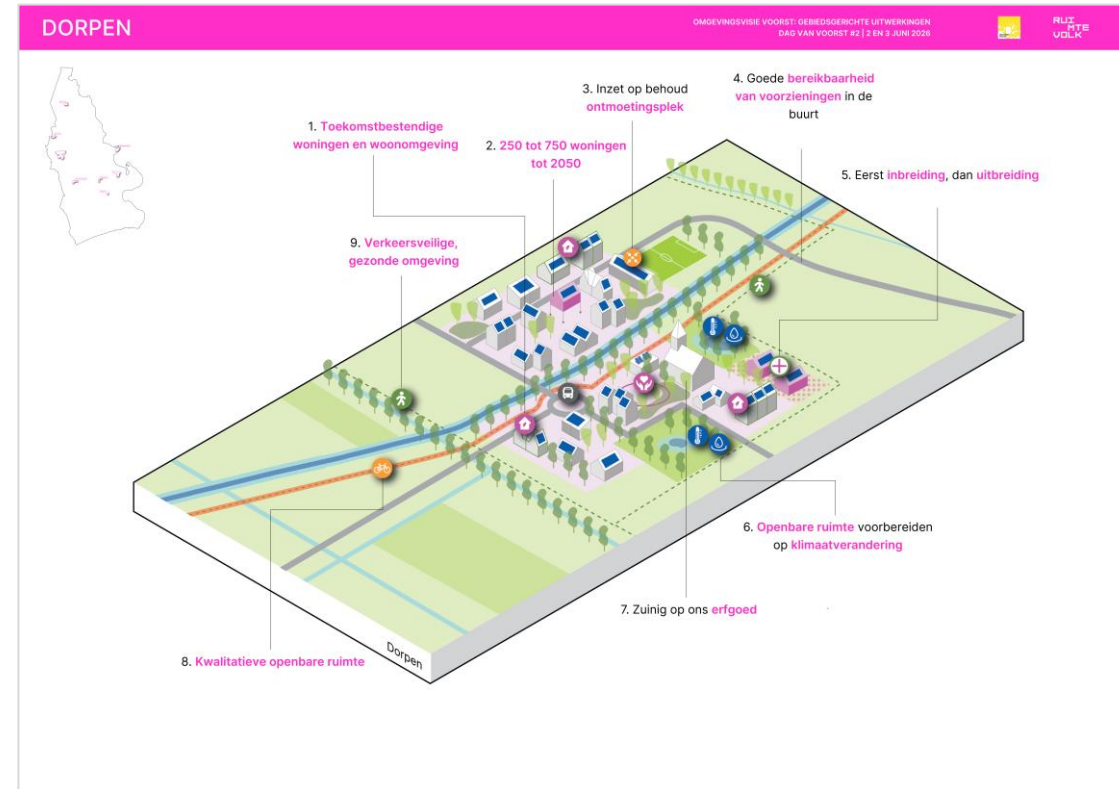 DORPEN
OMGEVINGSVISIE VOORST: GEBIEDSGERICHTE UITWERKINGEN
DAG VAN VOORST #2 | 2 EN 3 JUNI 2026
RUI
MTE
VOLK
3. Inzet op behoud
ontmoetingsplek
4. Goede bereikbaarheid
van voorzieningen in de
buurt
1. Toekomstbestendige
woningen en woonomgeving
2. 250 tot 750 woningen
tot 2050
5. Eerst inbreiding, dan uitbreiding
9. Verkeersveilige,
gezonde omgeving
6. Openbare ruimte voorbereiden
op klimaatverandering
7. Zuinig op ons erfgoed
8. Kwalitatieve openbare ruimte
Dorpen